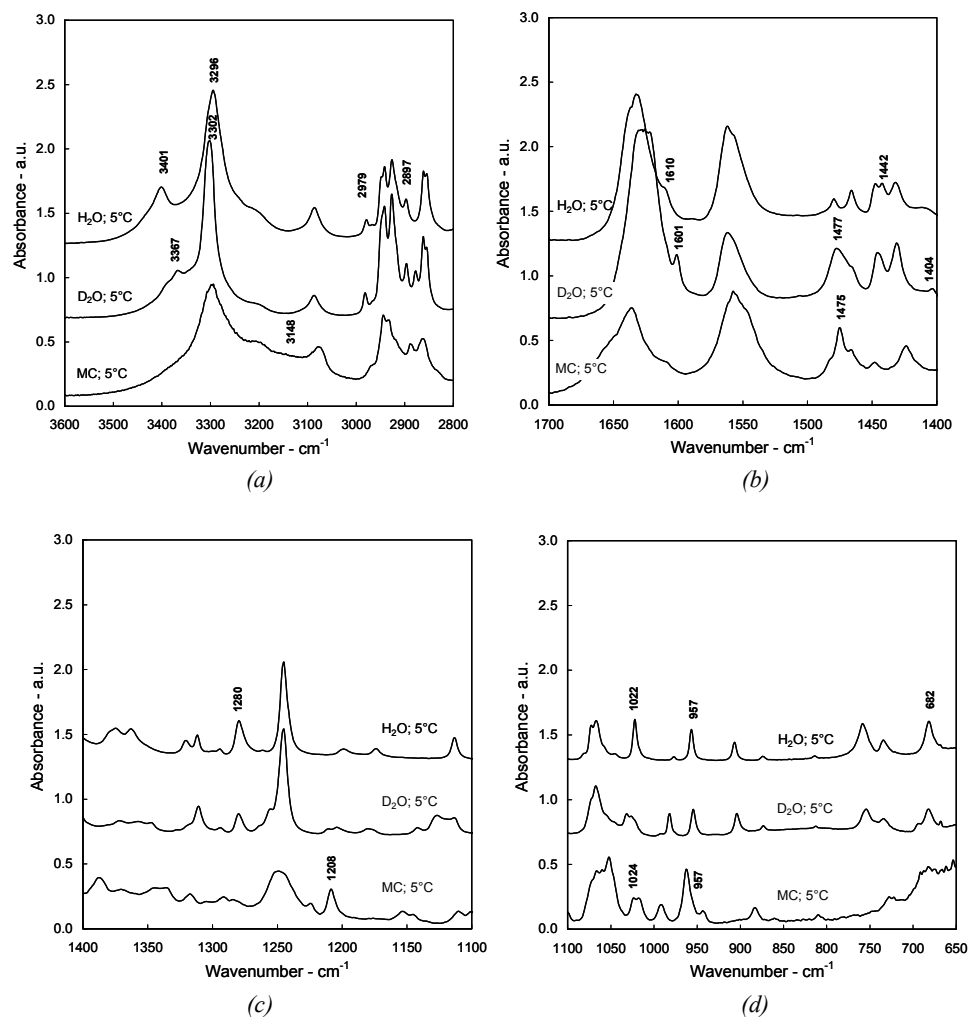 3.0
2.5
2.0
1.5
1.0
0.5
0.0
Absorbance - a.u.
3296
3302
3401
2979
2897
H₂O; 5°C
3367
D₂O; 5°C
3148
MC; 5°C
3600 3500 3400 3300 3200 3100 3000 2900 2800
Wavenumber - cm⁻¹
(a)
3.0
2.5
2.0
1.5
1.0
0.5
0.0
Absorbance - a.u.
1610
1442
H₂O; 5°C
1601
1477
D₂O; 5°C
1404
1475
MC; 5°C
1700 1650 1600 1550 1500 1450 1400
Wavenumber - cm⁻¹
(b)
3.0
2.5
2.0
1.5
1.0
0.5
0.0
Absorbance - a.u.
1280
H₂O; 5°C
D₂O; 5°C
1208
MC; 5°C
1400 1350 1300 1250 1200 1150 1100
Wavenumber - cm⁻¹
(c)
3.0
2.5
2.0
1.5
1.0
0.5
0.0
Absorbance - a.u.
1022
957
682
H₂O; 5°C
D₂O; 5°C
1024
957
MC; 5°C
1100 1050 1000 950 900 850 800 750 700 650
Wavenumber - cm⁻¹
(d)